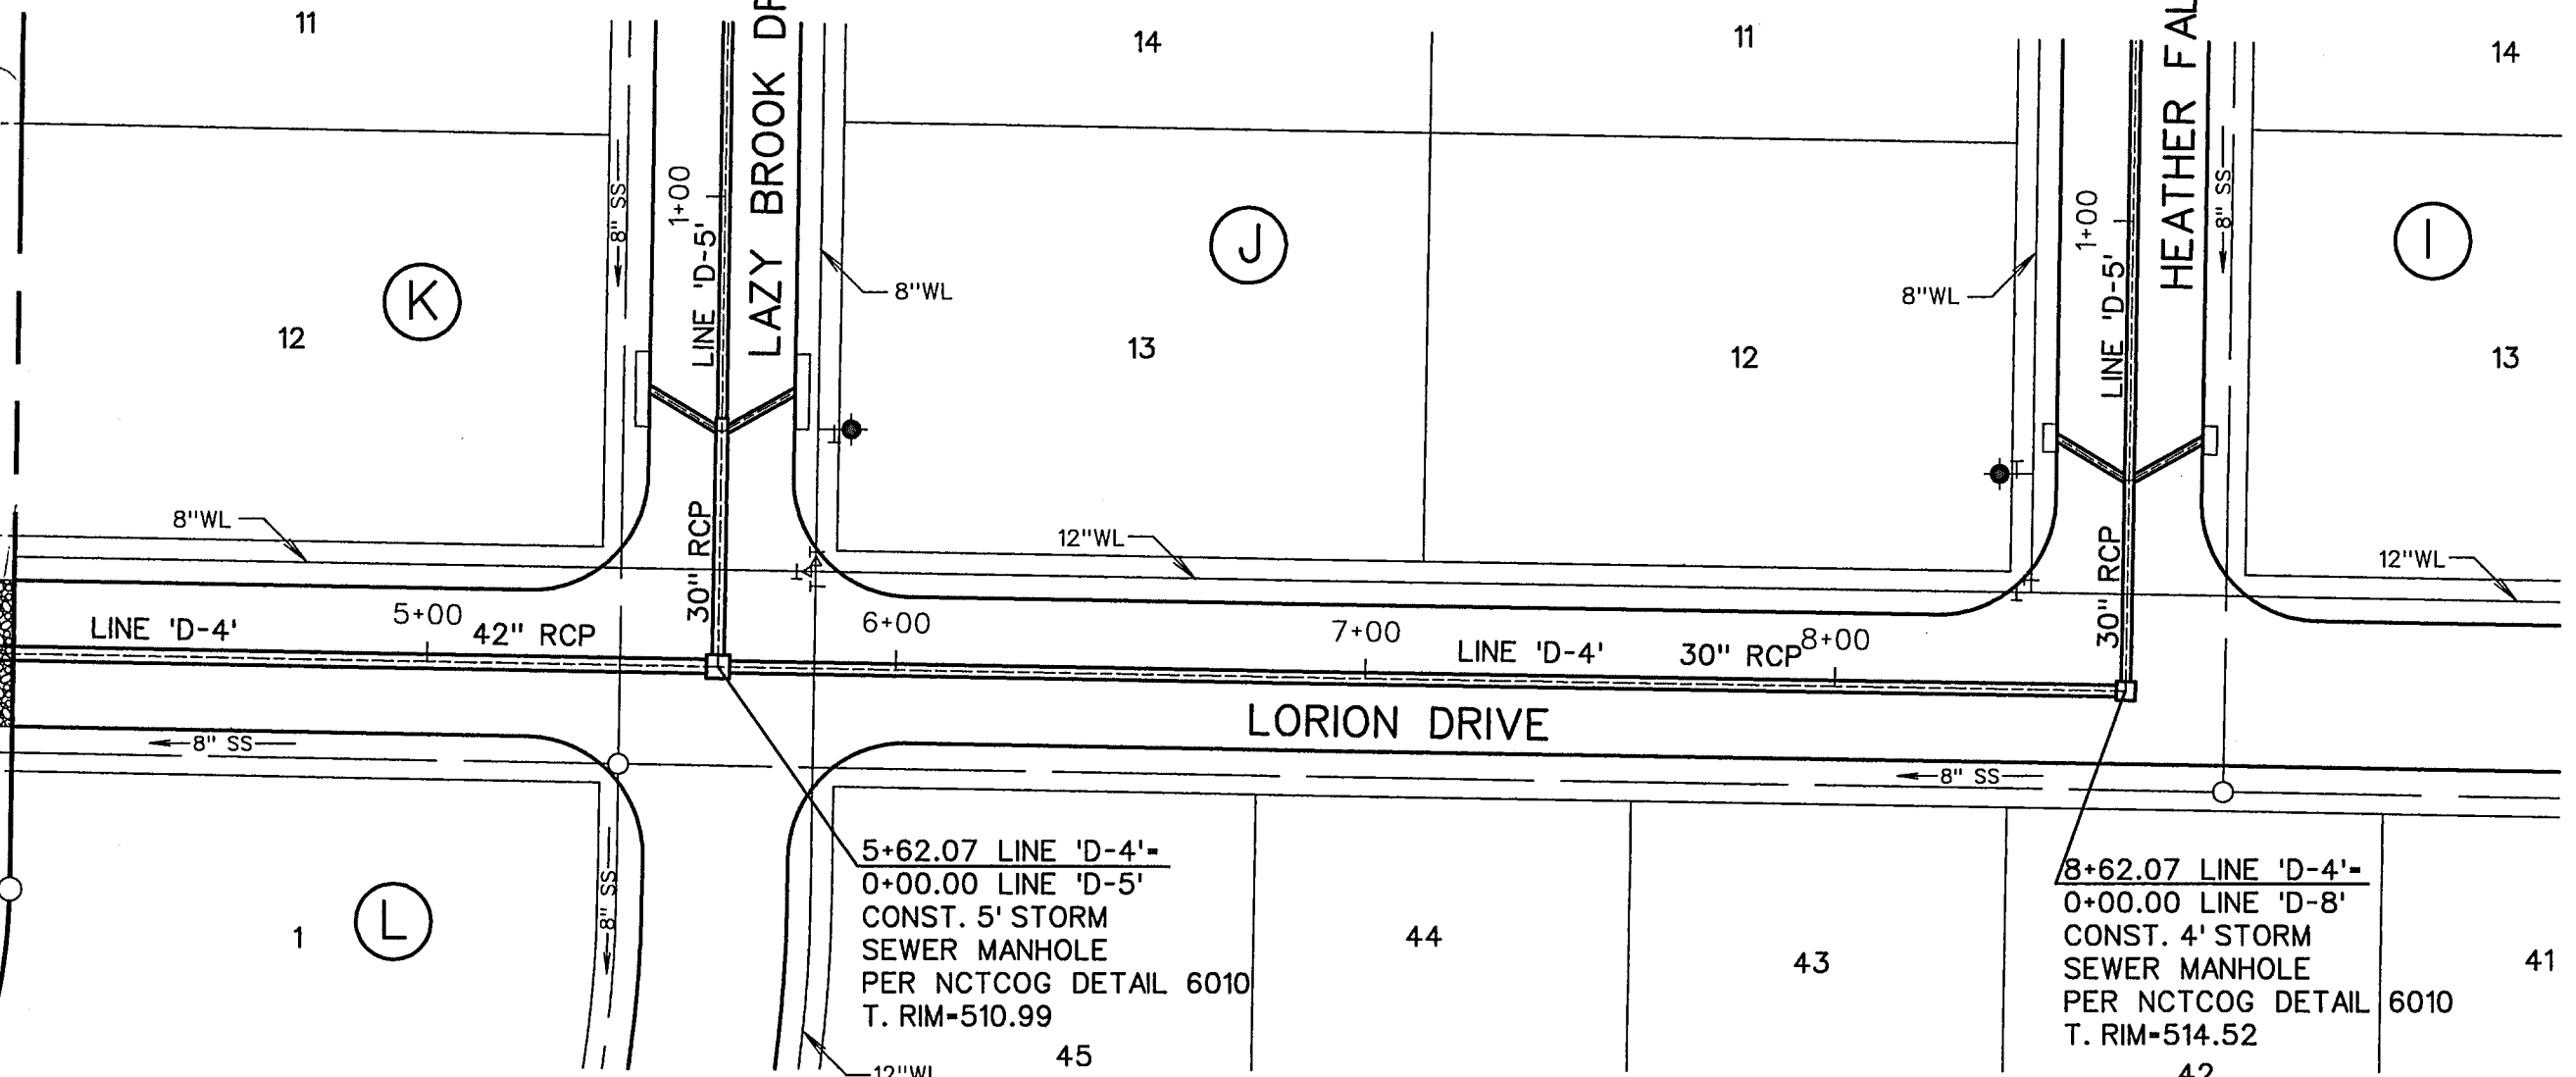 11
14
11
14
LAZY BROOK
HEATHER
8" SS
1+00
LINE 'D-5'
K
12
8"WL
J
13
12
8"WL
1+00
LINE 'D-5'
8" SS
I
13
8"WL
30" RCP
12"WL
30" RCP
12"WL
LINE 'D-4'
5+00
42" RCP
6+00
7+00
LINE 'D-4'
30" RCP
8+00
LORION DRIVE
8" SS
8" SS
8" SS
L
1
5+62.07 LINE 'D-4'=
0+00.00 LINE 'D-5'
CONST. 5' STORM
SEWER MANHOLE
PER NCTCOG DETAIL 6010
T. RIM=510.99
44
43
8+62.07 LINE 'D-4'=
0+00.00 LINE 'D-8'
CONST. 4' STORM
SEWER MANHOLE
PER NCTCOG DETAIL 6010
T. RIM=514.52
41
45
12"WL
42